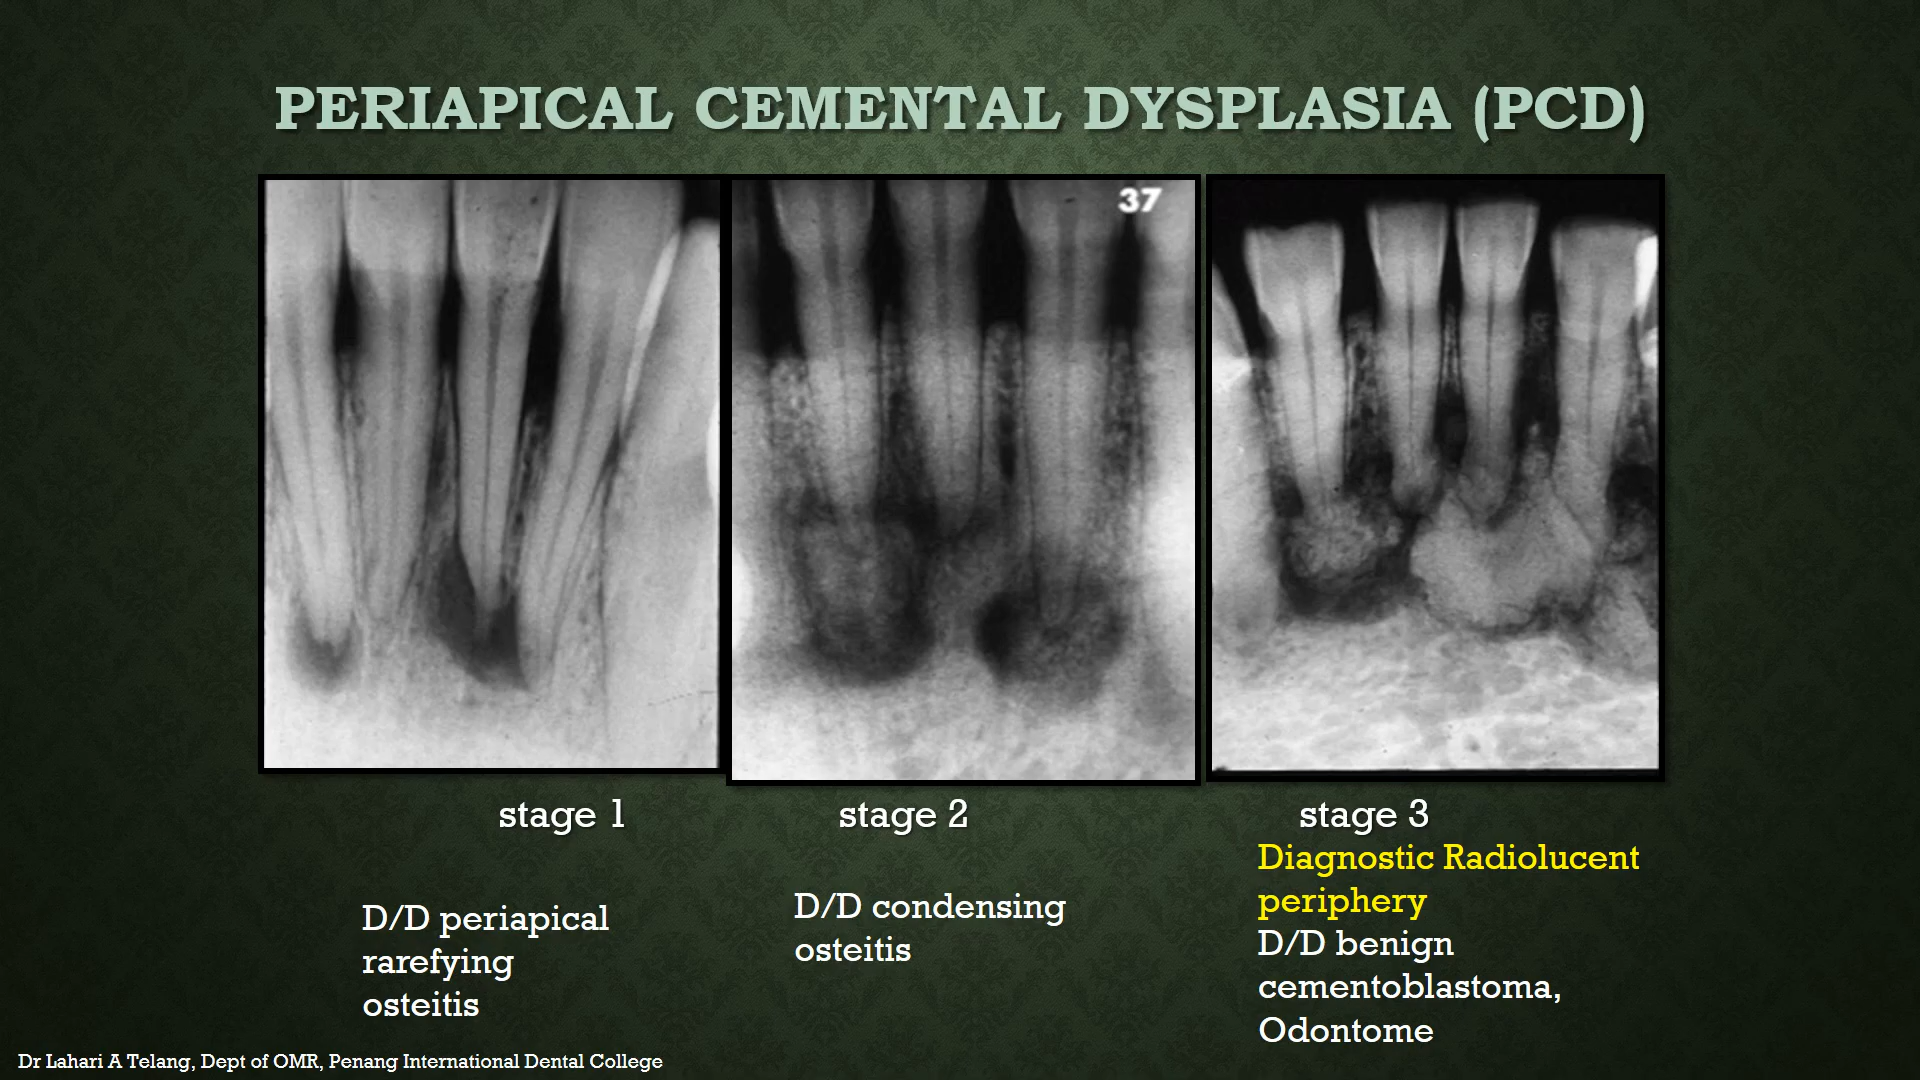 PERIAPICAL CEMENTAL DYSPLASIA (PCD)
37
stage 1
stage 2
stage 3
D/D periapical
rarefying
osteitis
D/D condensing
osteitis
Diagnostic Radiolucent
periphery
D/D benign
cementoblastoma,
Odontome
Dr Lahari A Telang, Dept of OMR, Penang International Dental College